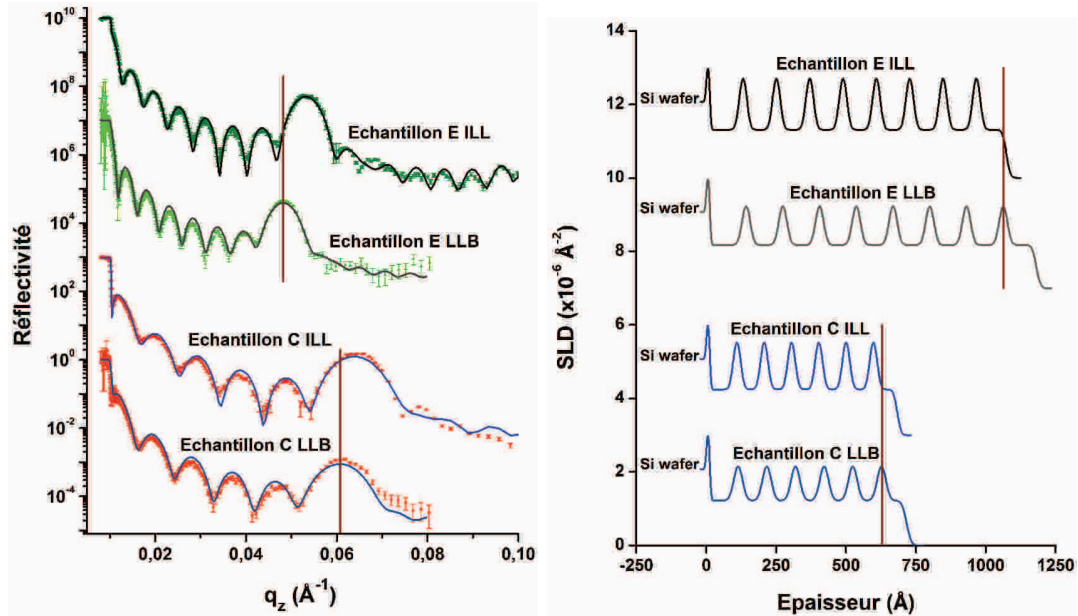 Réflectivité
10¹⁰
10⁸
10⁶
10⁴
10²
10⁰
10⁻²
10⁻⁴
Echantillon E ILL
Echantillon E LLB
Echantillon C ILL
Echantillon C LLB
0,02 0,04 0,06 0,08 0,10
q_z (Å⁻¹)
SLD (x10⁻⁶ Å⁻²)
14
12
10
8
6
4
2
0
Echantillon E ILL
Si wafer
Echantillon E LLB
Si wafer
Echantillon C ILL
Si wafer
Echantillon C LLB
Si wafer
-250 0 250 500 750 1000 1250
Epaisseur (Å)